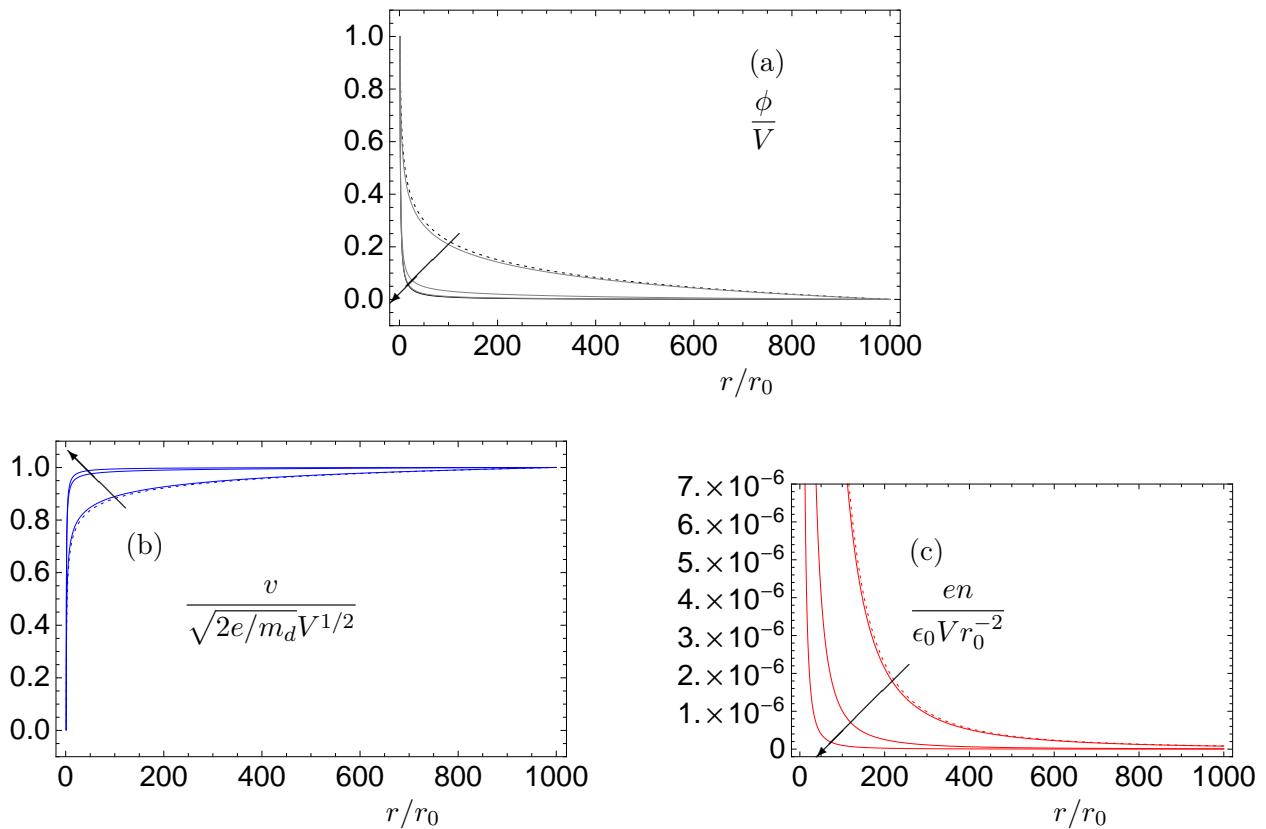 1.0
0.8
0.6
0.4
0.2
0.0
(a)
ϕ/V
0 200 400 600 800 1000
r/r₀
1.0
0.8
0.6
0.4
0.2
0.0
(b)
v/√(2e/m_d)V^{1/2}
0 200 400 600 800 1000
r/r₀
7.×10⁻⁶
6.×10⁻⁶
5.×10⁻⁶
4.×10⁻⁶
3.×10⁻⁶
2.×10⁻⁶
1.×10⁻⁶
0
(c)
en/ϵ₀Vr₀⁻²
0 200 400 600 800 1000
r/r₀